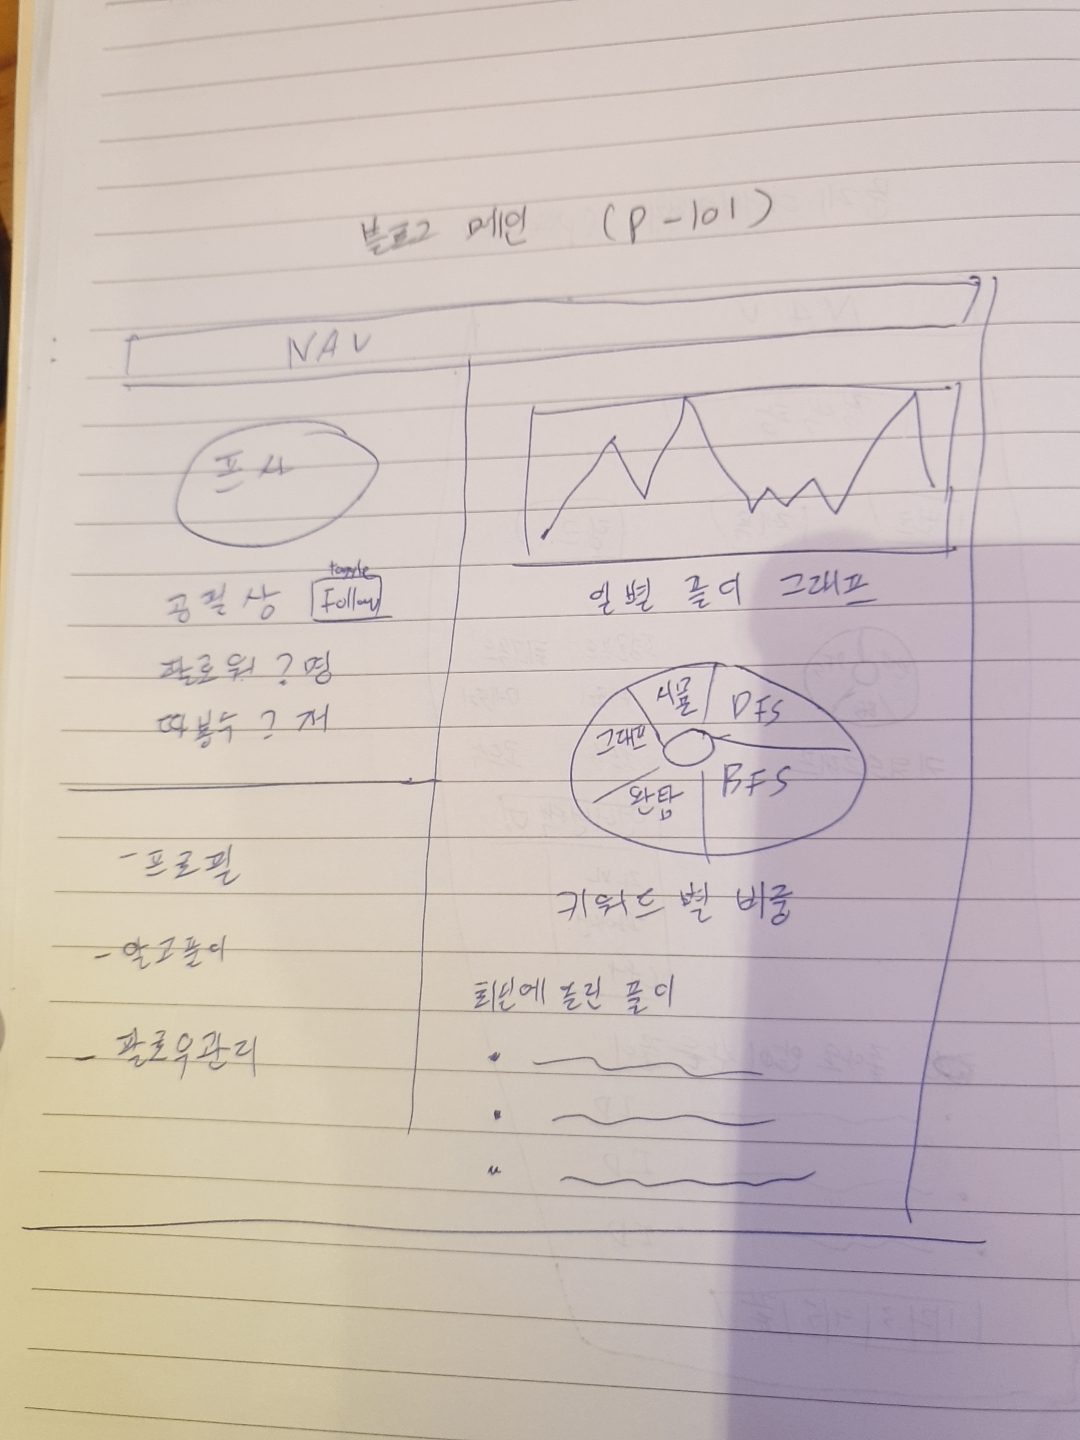 블로그 메인 (P-101)
NAV
프사
toggle
공필상 Follow
팔로워 ? 명
따봉수 ? 개
- 프로필
- 알고풀이
- 팔로우관리
일별 풀이 그래프
시뮬
DFS
그래프
완탐
BFS
키워드 별 비중
최근에 올린 풀이